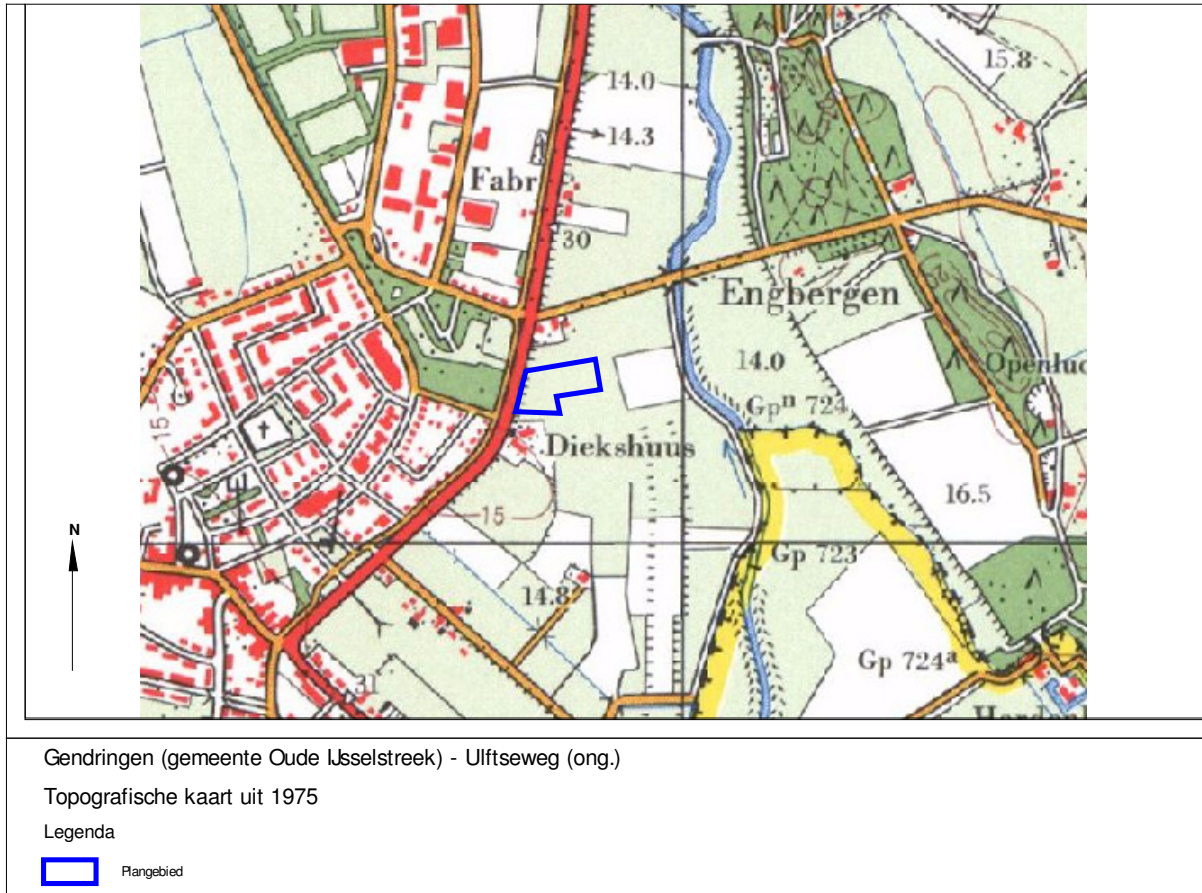 15.8
14.0
14.3
Fabr
30
Engbergen
14.0
Openluc
Gpⁿ 724
15
Diekshuus
16.5
15
N
Gp 723
14.8
Gp 724ᵃ
31
Gendringen (gemeente Oude IJsselstreek) - Ulftseweg (ong.)
Topografische kaart uit 1975
Legenda
Plangebied